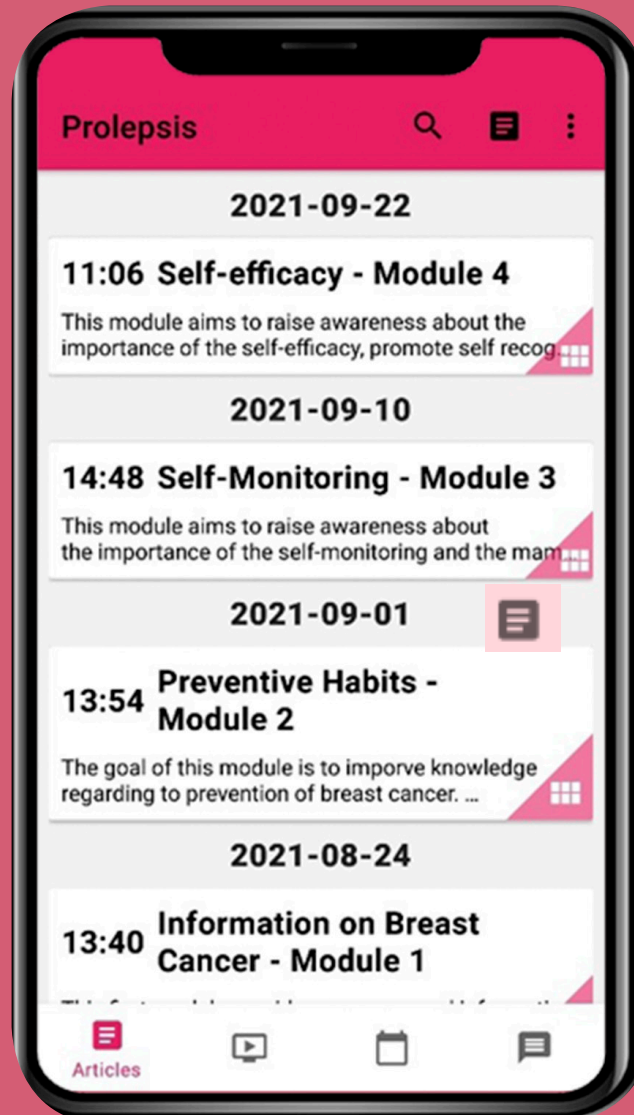 Prolepsis
2021-09-22
11:06 Self-efficacy - Module 4
This module aims to raise awareness about the
importance of the self-efficacy, promote self recog...
2021-09-10
14:48 Self-Monitoring - Module 3
This module aims to raise awareness about
the importance of the self-monitoring and the mam...
2021-09-01
13:54 Preventive Habits -
Module 2
The goal of this module is to imporve knowledge
regarding to prevention of breast cancer. ...
2021-08-24
13:40 Information on Breast
Cancer - Module 1
Articles